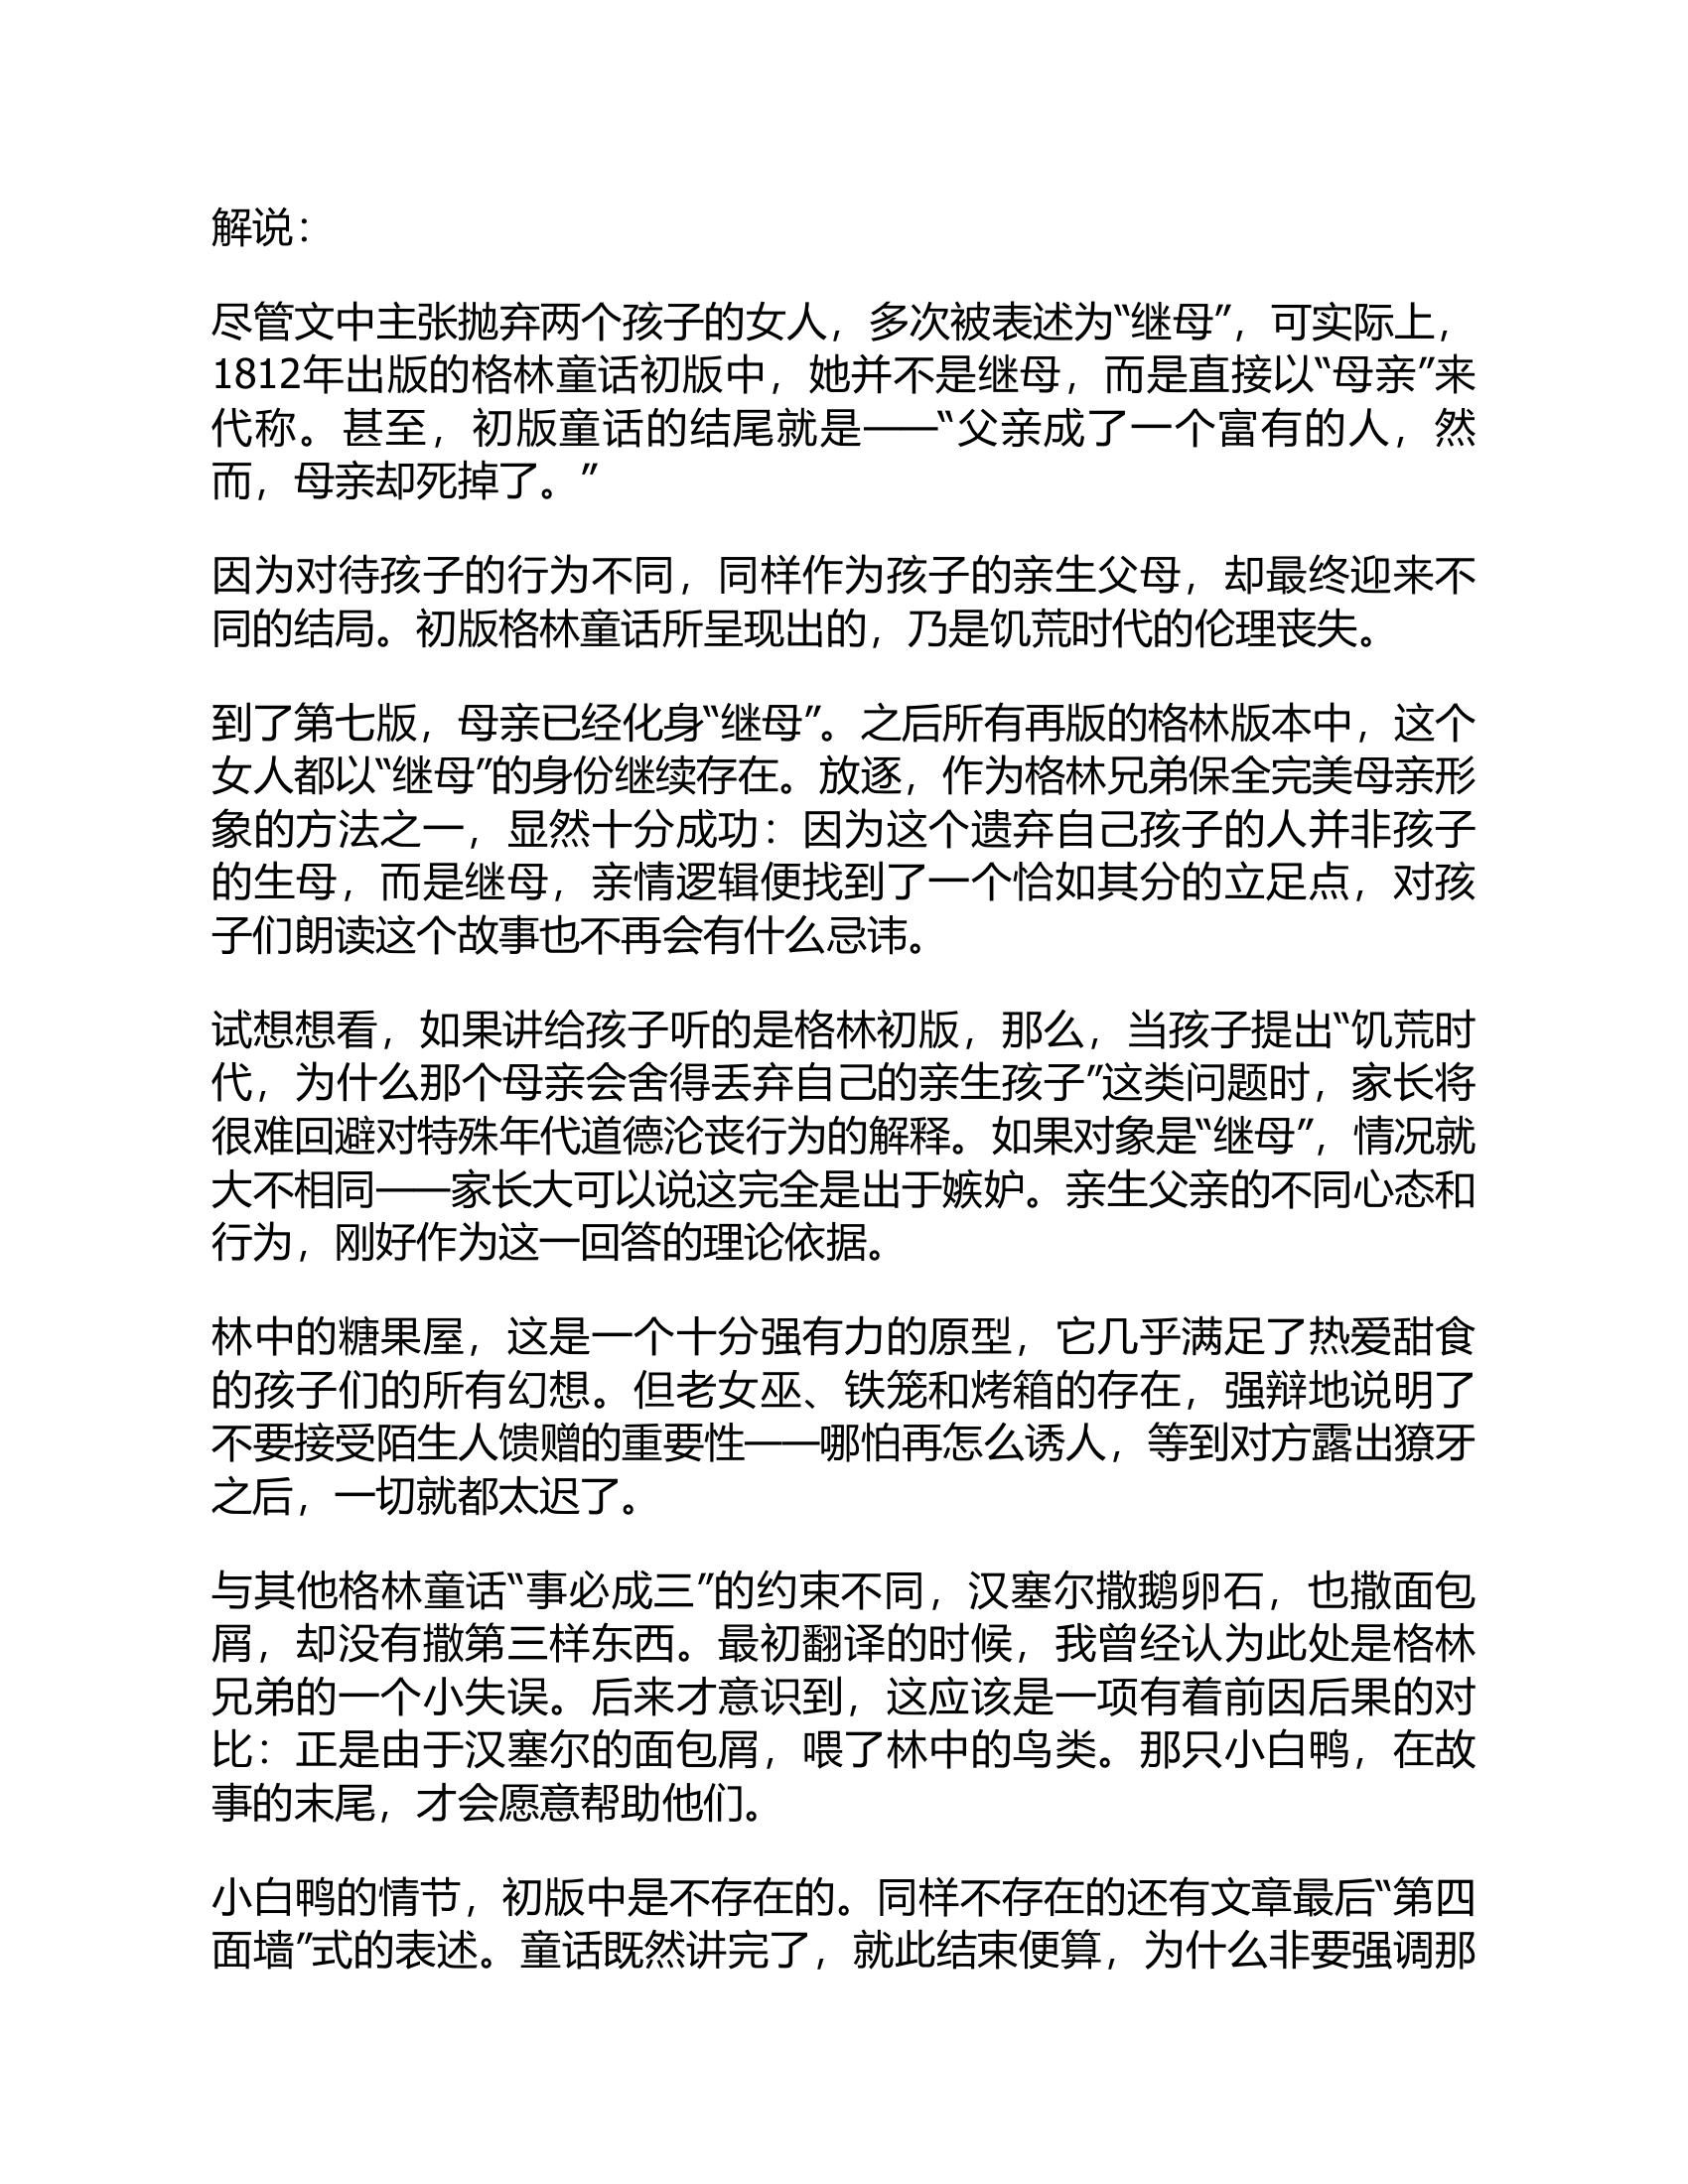 解说：
尽管文中主张抛弃两个孩子的女人，多次被表述为“继母”，可实际上，
1812年出版的格林童话初版中，她并不是继母，而是直接以“母亲”来
代称。甚至，初版童话的结尾就是——“父亲成了一个富有的人，然
而，母亲却死掉了。”
因为对待孩子的行为不同，同样作为孩子的亲生父母，却最终迎来不
同的结局。初版格林童话所呈现出的，乃是饥荒时代的伦理丧失。
到了第七版，母亲已经化身“继母”。之后所有再版的格林版本中，这个
女人都以“继母”的身份继续存在。放逐，作为格林兄弟保全完美母亲形
象的方法之一，显然十分成功：因为这个遗弃自己孩子的人并非孩子
的生母，而是继母，亲情逻辑便找到了一个恰如其分的立足点，对孩
子们朗读这个故事也不再会有什么忌讳。
试想想看，如果讲给孩子听的是格林初版，那么，当孩子提出“饥荒时
代，为什么那个母亲会舍得丢弃自己的亲生孩子”这类问题时，家长将
很难回避对特殊年代道德沦丧行为的解释。如果对象是“继母”，情况就
大不相同——家长大可以说这完全是出于嫉妒。亲生父亲的不同心态和
行为，刚好作为这一回答的理论依据。
林中的糖果屋，这是一个十分强有力的原型，它几乎满足了热爱甜食
的孩子们的所有幻想。但老女巫、铁笼和烤箱的存在，强辩地说明了
不要接受陌生人馈赠的重要性——哪怕再怎么诱人，等到对方露出獠牙
之后，一切就都太迟了。
与其他格林童话“事必成三”的约束不同，汉塞尔撒鹅卵石，也撒面包
屑，却没有撒第三样东西。最初翻译的时候，我曾经认为此处是格林
兄弟的一个小失误。后来才意识到，这应该是一项有着前因后果的对
比：正是由于汉塞尔的面包屑，喂了林中的鸟类。那只小白鸭，在故
事的末尾，才会愿意帮助他们。
小白鸭的情节，初版中是不存在的。同样不存在的还有文章最后“第四
面墙”式的表述。童话既然讲完了，就此结束便算，为什么非要强调那